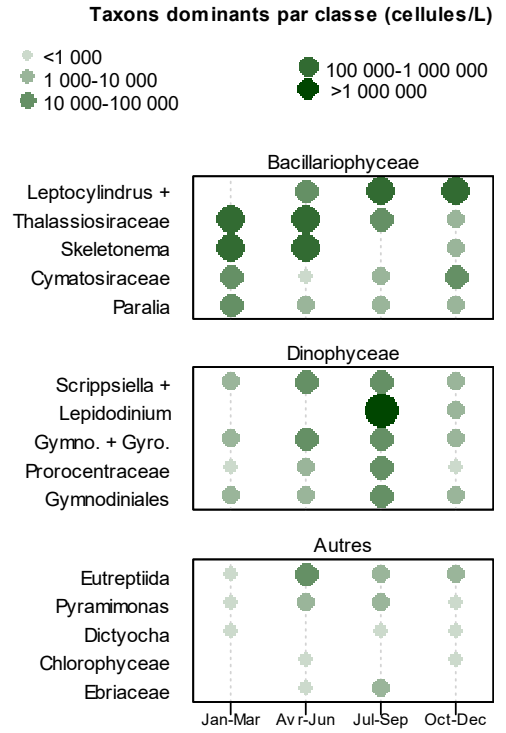 Taxons dominants par classe (cellules/L)
<1 000
1 000-10 000
10 000-100 000
100 000-1 000 000
>1 000 000
Bacillariophyceae
Leptocylindrus +
Thalassiosiraceae
Skeletonema
Cymatosiraceae
Paralia
Dinophyceae
Scrippsiella +
Lepidodinium
Gymno. + Gyro.
Prorocentraceae
Gymnodiniales
Autres
Eutreptiida
Pyramimonas
Dictyocha
Chlorophyceae
Ebriaceae
Jan-Mar Avr-Jun Jul-Sep Oct-Dec